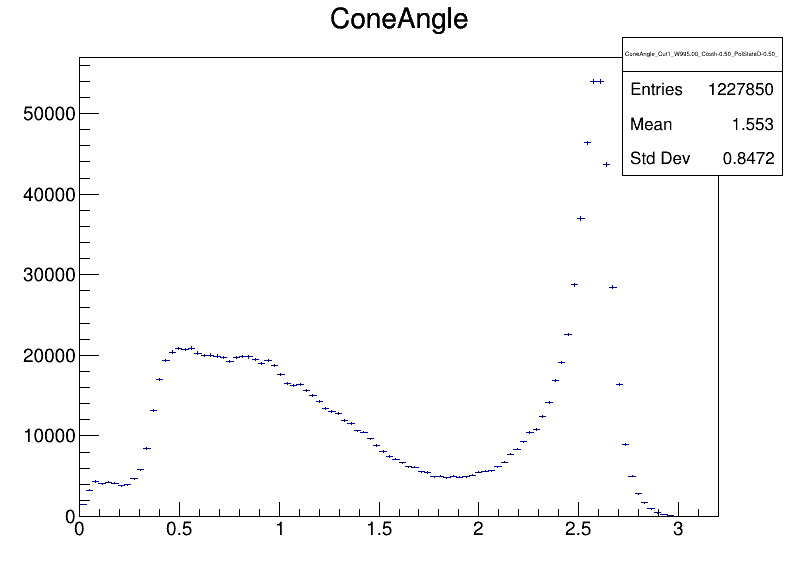 ConeAngle
ConeAngle_Cut1_W995.00_Costh-0.50_PolStateD-0.50_
Entries 1227850
Mean 1.553
Std Dev 0.8472
50000
40000
30000
20000
10000
0
0 0.5 1 1.5 2 2.5 3